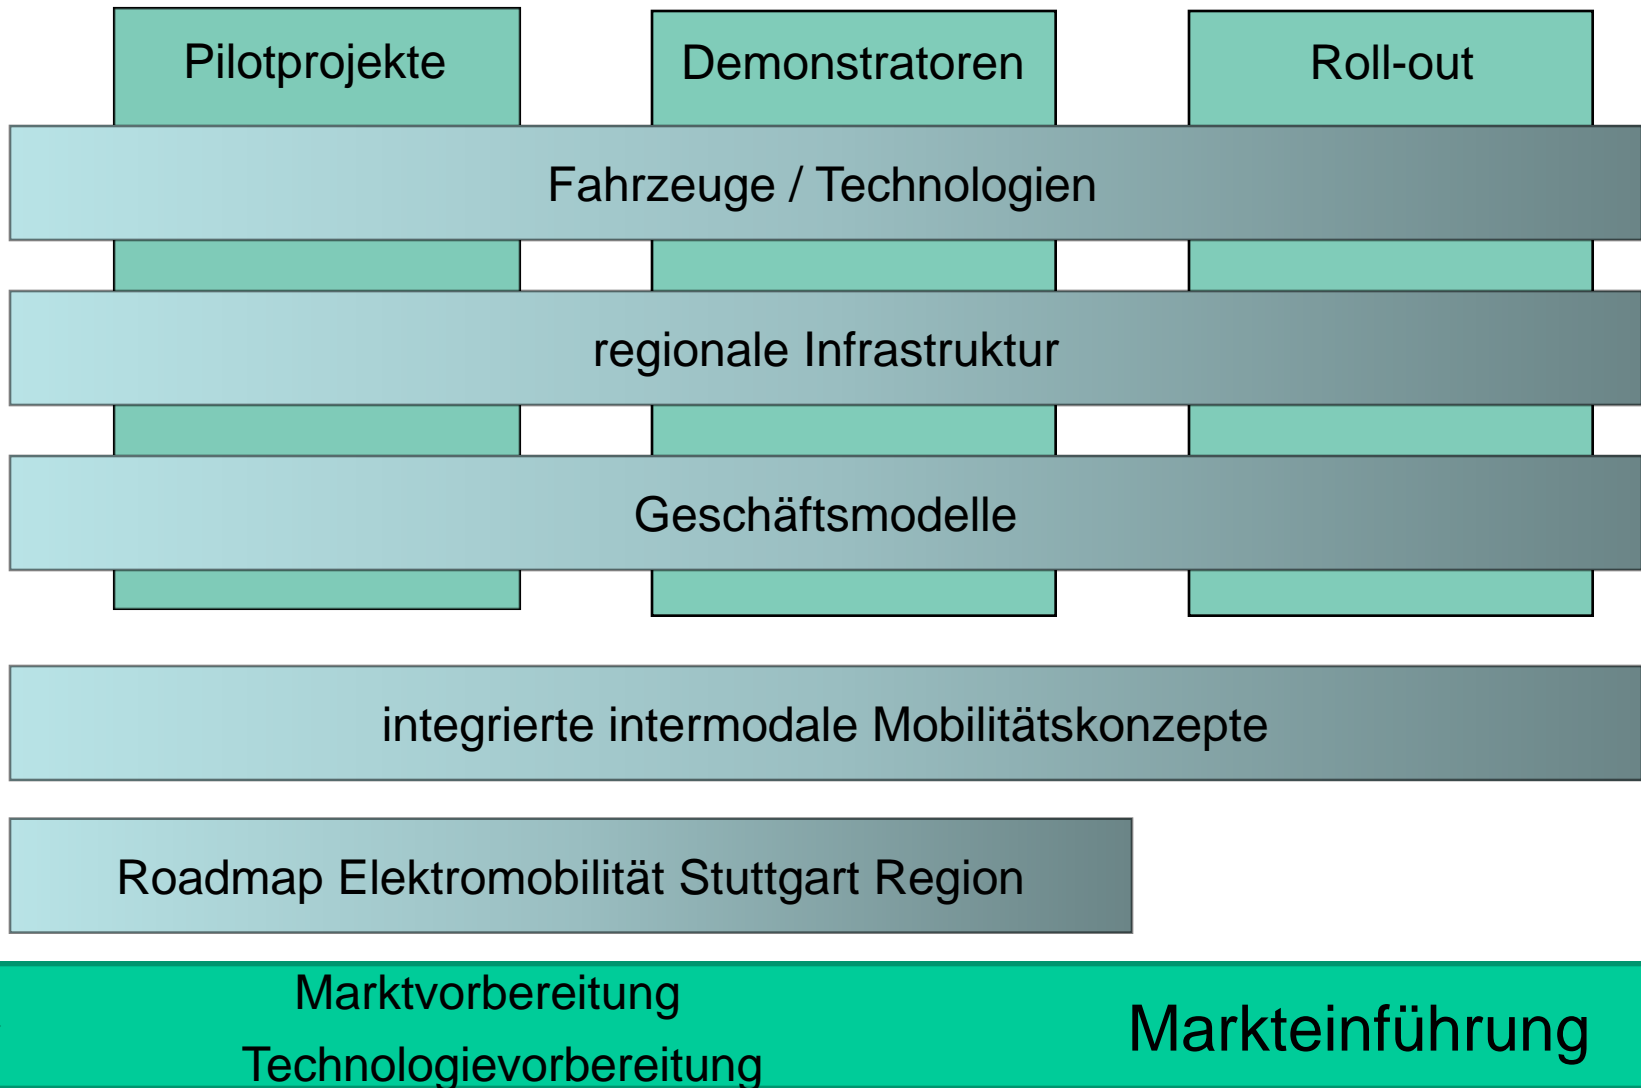 Pilotprojekte
Demonstratoren
Roll-out
Fahrzeuge / Technologien
regionale Infrastruktur
Geschäftsmodelle
integrierte intermodale Mobilitätskonzepte
Roadmap Elektromobilität Stuttgart Region
Marktvorbereitung
Technologievorbereitung
Markteinführung